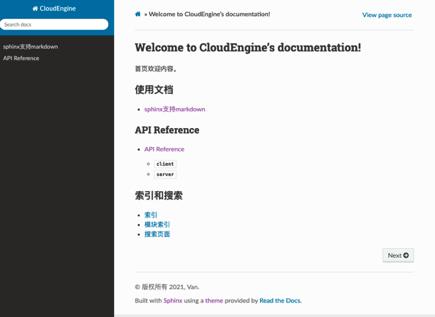 CloudEngine
Search docs
sphinx支持markdown
API Reference
» Welcome to CloudEngine's documentation!
View page source
Welcome to CloudEngine's documentation!
首页欢迎内容。
使用文档
sphinx支持markdown
API Reference
API Reference
client
server
索引和搜索
索引
模块索引
搜索页面
Next
© 版权所有 2021, Van.
Built with Sphinx using a theme provided by Read the Docs.